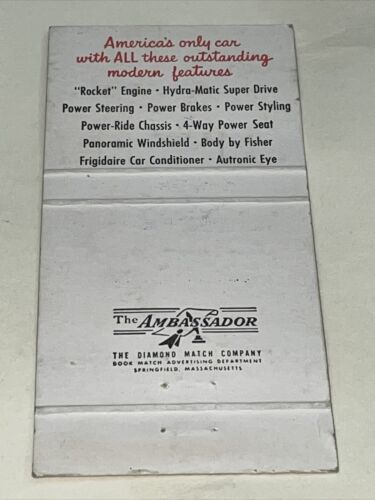 America's only car
with ALL these outstanding
modern features
"Rocket" Engine • Hydra-Matic Super Drive
Power Steering • Power Brakes • Power Styling
Power-Ride Chassis • 4-Way Power Seat
Panoramic Windshield • Body by Fisher
Frigidaire Car Conditioner • Autronic Eye
The AMBASSADOR
THE DIAMOND MATCH COMPANY
BOOK MATCH ADVERTISING DEPARTMENT
SPRINGFIELD, MASSACHUSETTS